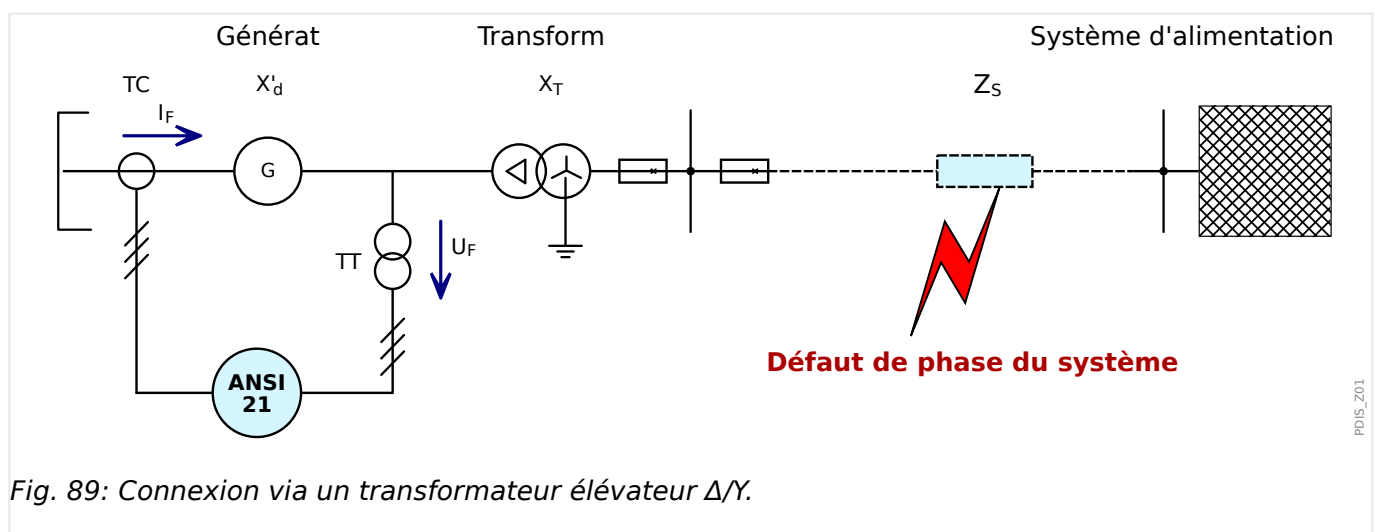 Générat
Transform
Système d'alimentation
TC
X'd
XT
ZS
IF
G
TT
UF
ANSI
21
Défaut de phase du système
PDIS_Z01
Fig. 89: Connexion via un transformateur élévateur Δ/Y.